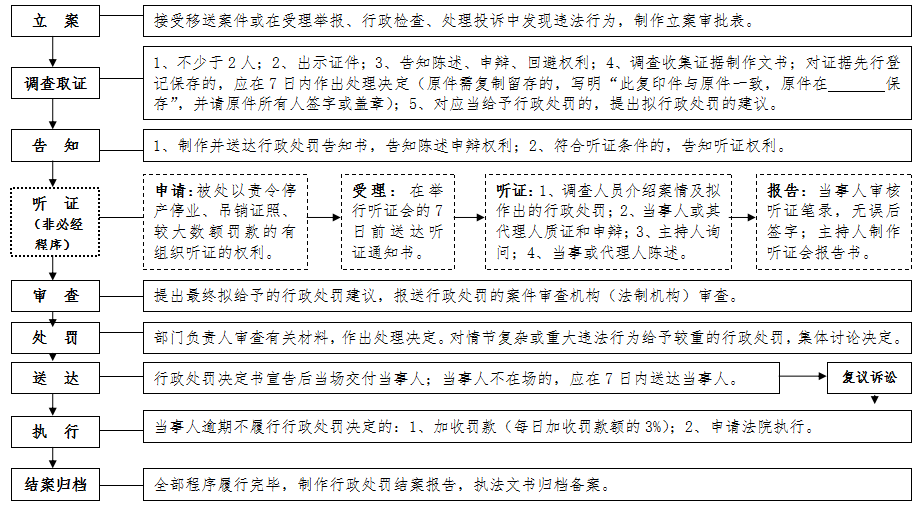 立 案
接受移送案件或在受理举报、行政检查、处理投诉中发现违法行为，制作立案审批表。
调查取证
1、不少于2人；2、出示证件；3、告知陈述、申辩、回避权利；4、调查收集证据制作文书；对证据先行登
记保存的，应在7日内作出处理决定（原件需复制留存的，写明“此复印件与原件一致，原件在_______保
存”，并请原件所有人签字或盖章）；5、对应当给予行政处罚的，提出拟行政处罚的建议。
告 知
1、制作并送达行政处罚告知书，告知陈述申辩权利；2、符合听证条件的，告知听证权利。
听 证
（非必经
程序）
申请：被处以责令停
产停业、吊销证照、
较大数额罚款的有
组织听证的权利。
受理：在举
行听证会的7
日前送达听
证通知书。
听证：1、调查人员介绍案情及拟
作出的行政处罚；2、当事人或其
代理人质证和申辩；3、主持人询
问；4、当事或代理人陈述。
报告：当事人审核
听证笔录，无误后
签字；主持人制作
听证会报告书。
审 查
提出最终拟给予的行政处罚建议，报送行政处罚的案件审查机构（法制机构）审查。
处 罚
部门负责人审查有关材料，作出处理决定。对情节复杂或重大违法行为给予较重的行政处罚，集体讨论决定。
送 达
行政处罚决定书宣告后当场交付当事人；当事人不在场的，应在7日内送达当事人。
复议诉讼
执 行
当事人逾期不履行行政处罚决定的：1、加收罚款（每日加收罚款额的3%）；2、申请法院执行。
结案归档
全部程序履行完毕，制作行政处罚结案报告，执法文书归档备案。